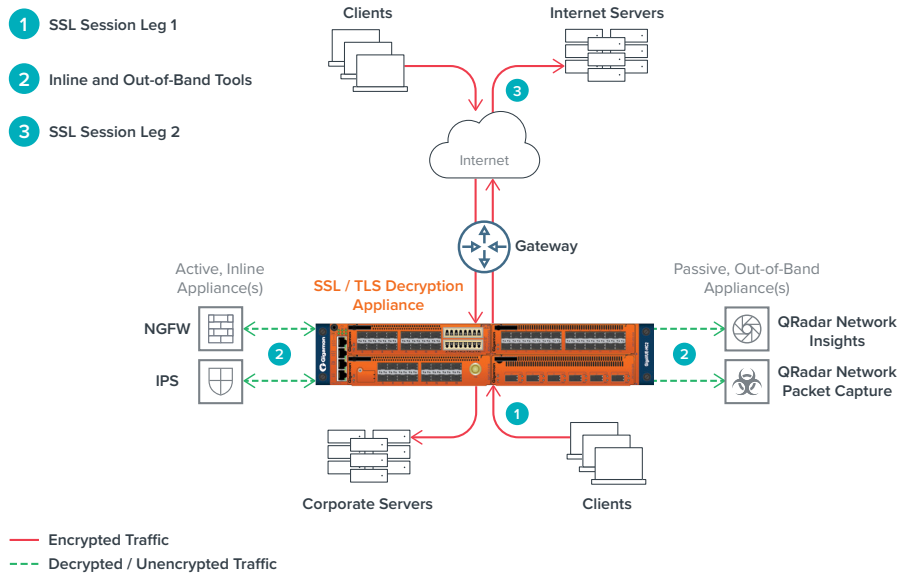 1 SSL Session Leg 1
2 Inline and Out-of-Band Tools
3 SSL Session Leg 2
Clients
Internet Servers
3
Internet
Gateway
Active, Inline
Appliance(s)
SSL / TLS Decryption
Appliance
Passive, Out-of-Band
Appliance(s)
NGFW
IPS
2
Gigamon
2
QRadar Network
Insights
QRadar Network
Packet Capture
1
Corporate Servers
Clients
Encrypted Traffic
Decrypted / Unencrypted Traffic